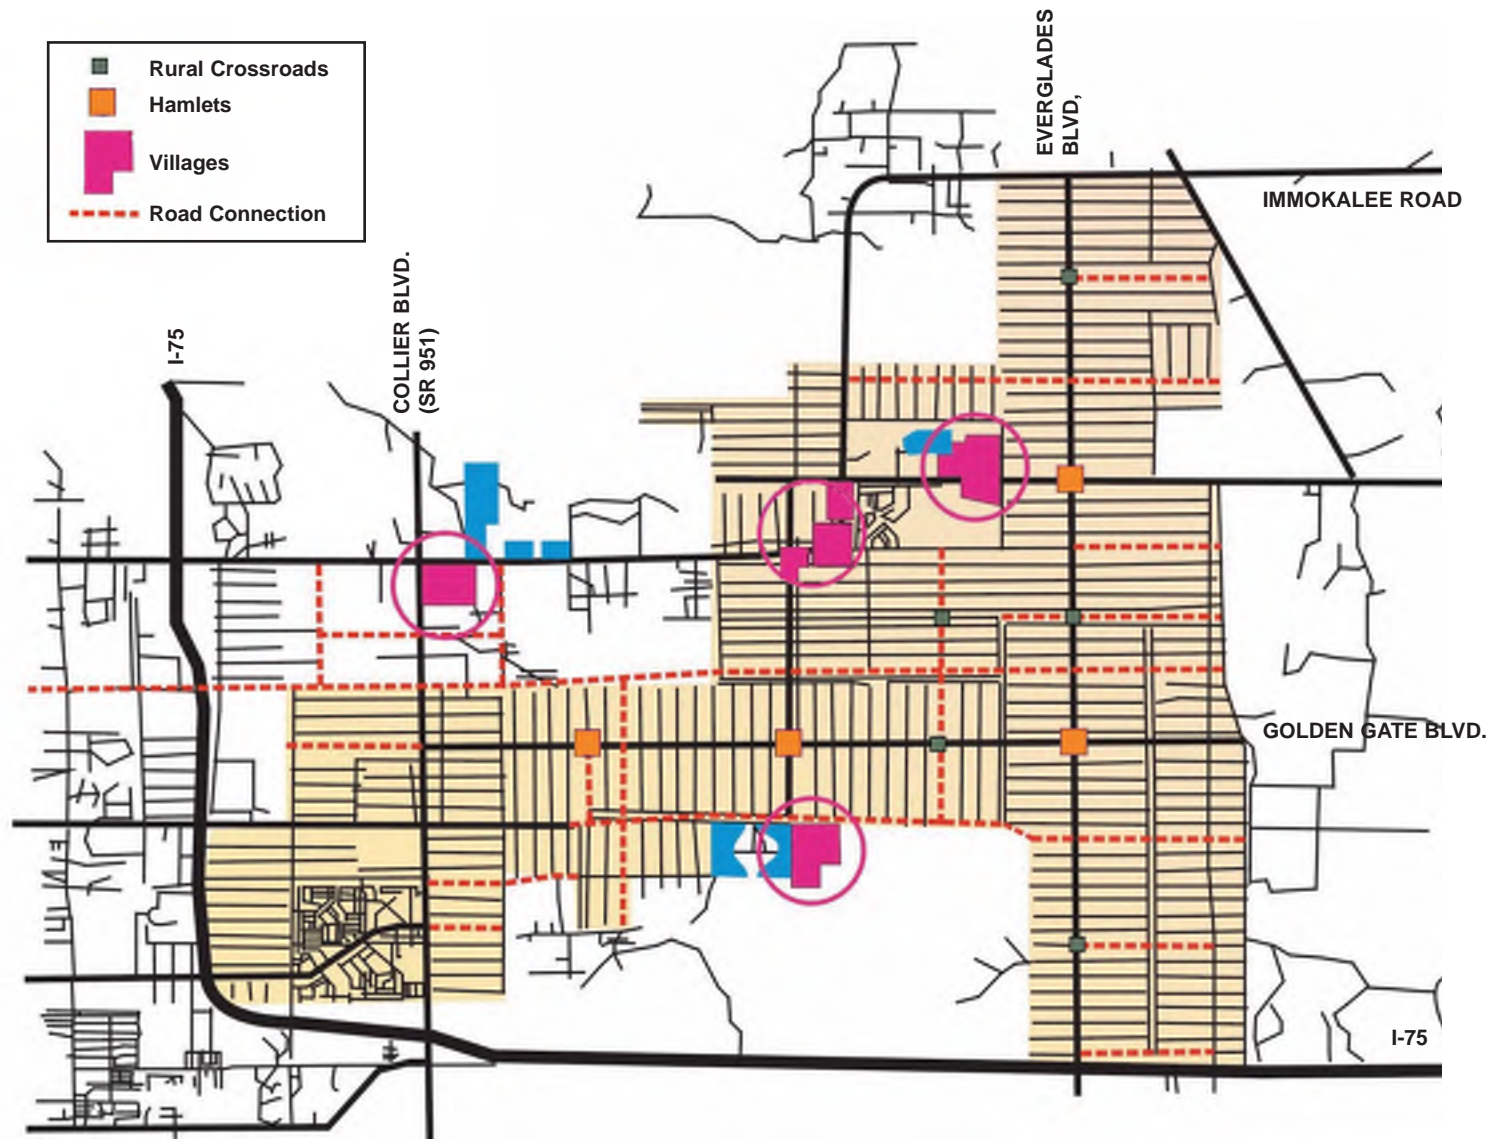 Rural Crossroads
Hamlets
Villages
Road Connection
EVERGLADES
BLVD,
IMMOKALEE ROAD
I-75
COLLIER BLVD.
(SR 951)
GOLDEN GATE BLVD.
I-75